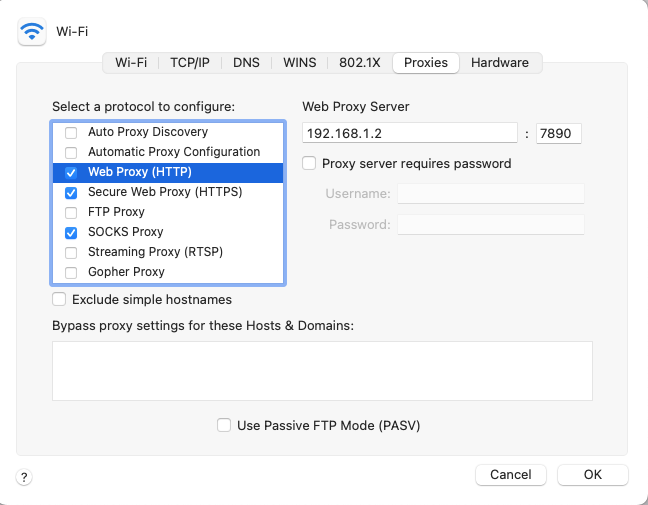 Wi-Fi
Wi-Fi TCP/IP DNS WINS 802.1X Proxies Hardware
Select a protocol to configure:
Auto Proxy Discovery
Automatic Proxy Configuration
Web Proxy (HTTP)
Secure Web Proxy (HTTPS)
FTP Proxy
SOCKS Proxy
Streaming Proxy (RTSP)
Gopher Proxy
Exclude simple hostnames
Web Proxy Server
192.168.1.2 : 7890
Proxy server requires password
Username:
Password:
Bypass proxy settings for these Hosts & Domains:
Use Passive FTP Mode (PASV)
? Cancel OK